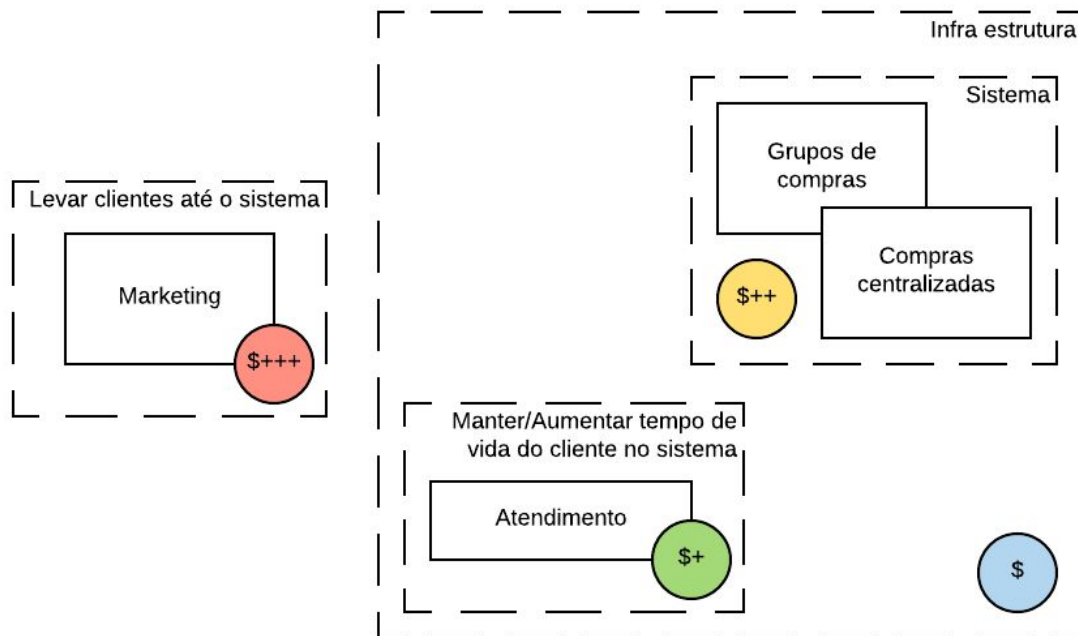 Infra estrutura
Sistema
Grupos de
compras
Compras
centralizadas
$++
Levar clientes até o sistema
Marketing
$+++
Manter/Aumentar tempo de
vida do cliente no sistema
Atendimento
$+
$